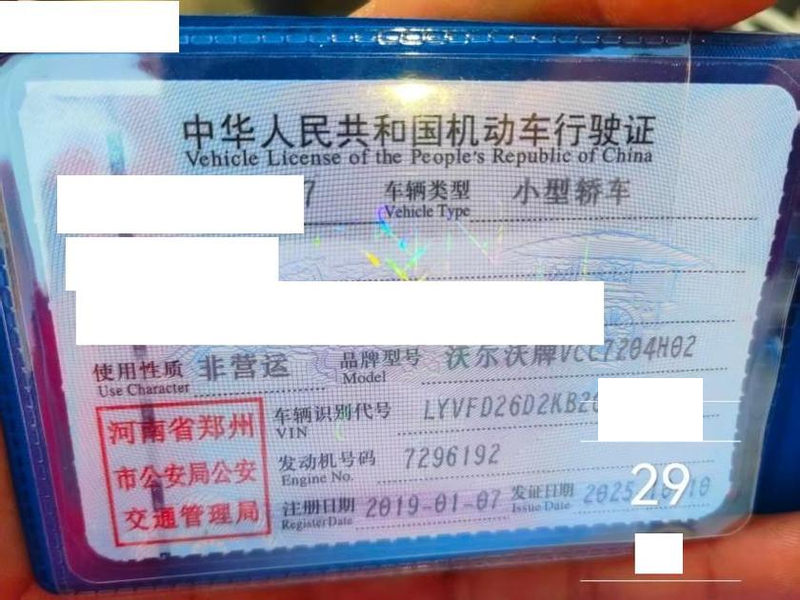 中华人民共和国机动车行驶证
Vehicle License of the People's Republic of China
7 车辆类型 小型轿车
Vehicle Type
使用性质 非营运 品牌型号 沃尔沃牌VCC7204H02
Use Character Model
河南省郑州
市公安局公安
交通管理局
车辆识别代号 LYVFD26D2KB2
VIN
发动机号码 7296192
Engine No.
注册日期 2019-01-07 发证日期 2025
Register Date Issue Date
29